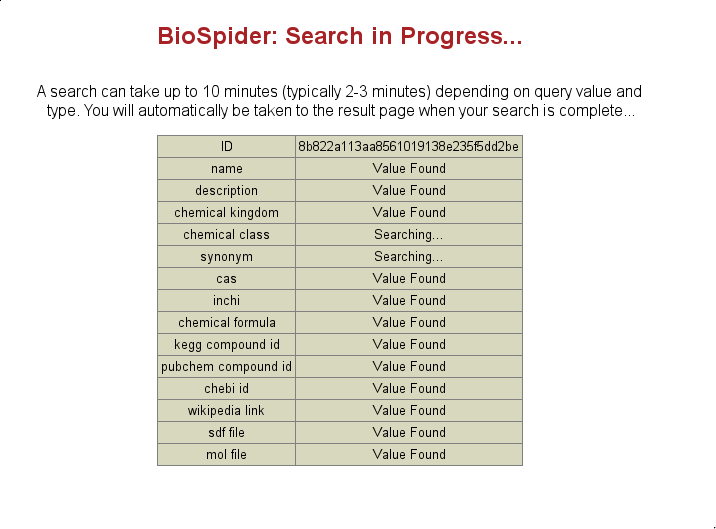 BioSpider: Search in Progress...
A search can take up to 10 minutes (typically 2-3 minutes) depending on query value and
type. You will automatically be taken to the result page when your search is complete...
ID 8b822a113aa8561019138e235f5dd2be
name Value Found
description Value Found
chemical kingdom Value Found
chemical class Searching...
synonym Searching...
cas Value Found
inchi Value Found
chemical formula Value Found
kegg compound id Value Found
pubchem compound id Value Found
chebi id Value Found
wikipedia link Value Found
sdf file Value Found
mol file Value Found